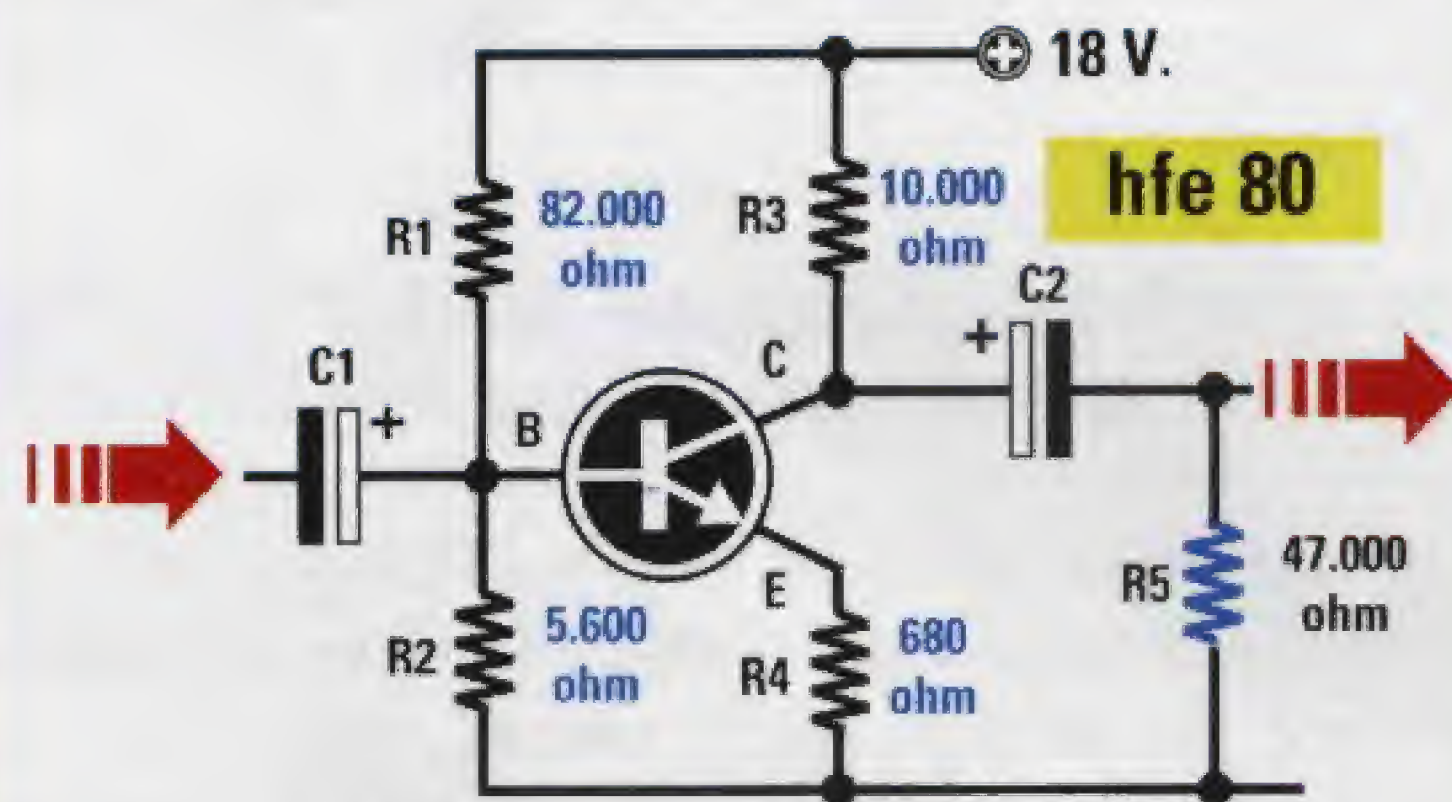 18 V.
hfe 80
R1
82.000
ohm
R3
10.000
ohm
C2
+
C1
+
B
C
E
R2
5.600
ohm
R4
680
ohm
R5
47.000
ohm